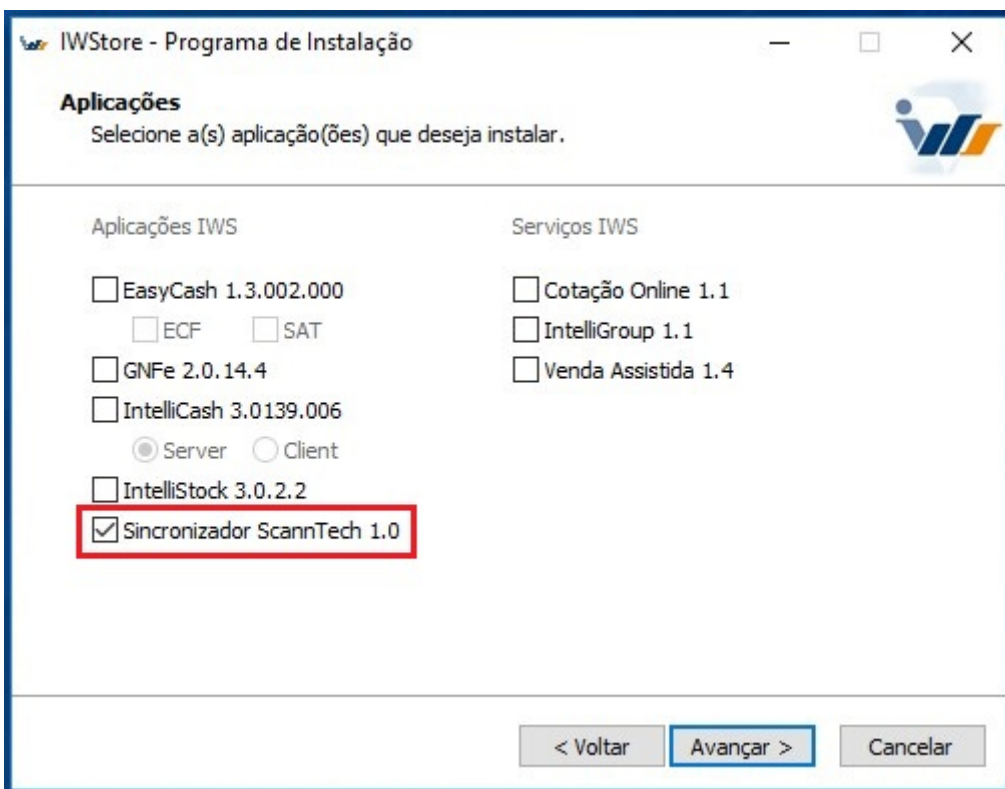 IWStore - Programa de Instalação
Aplicações
Selecione a(s) aplicação(ões) que deseja instalar.
iws
Aplicações IWS
EasyCash 1.3.002.000
ECF SAT
GNFe 2.0.14.4
IntelliCash 3.0139.006
Server Client
IntelliStock 3.0.2.2
Sincronizador ScannTech 1.0
Serviços IWS
Cotação Online 1.1
IntelliGroup 1.1
Venda Assistida 1.4
< Voltar Avançar > Cancelar